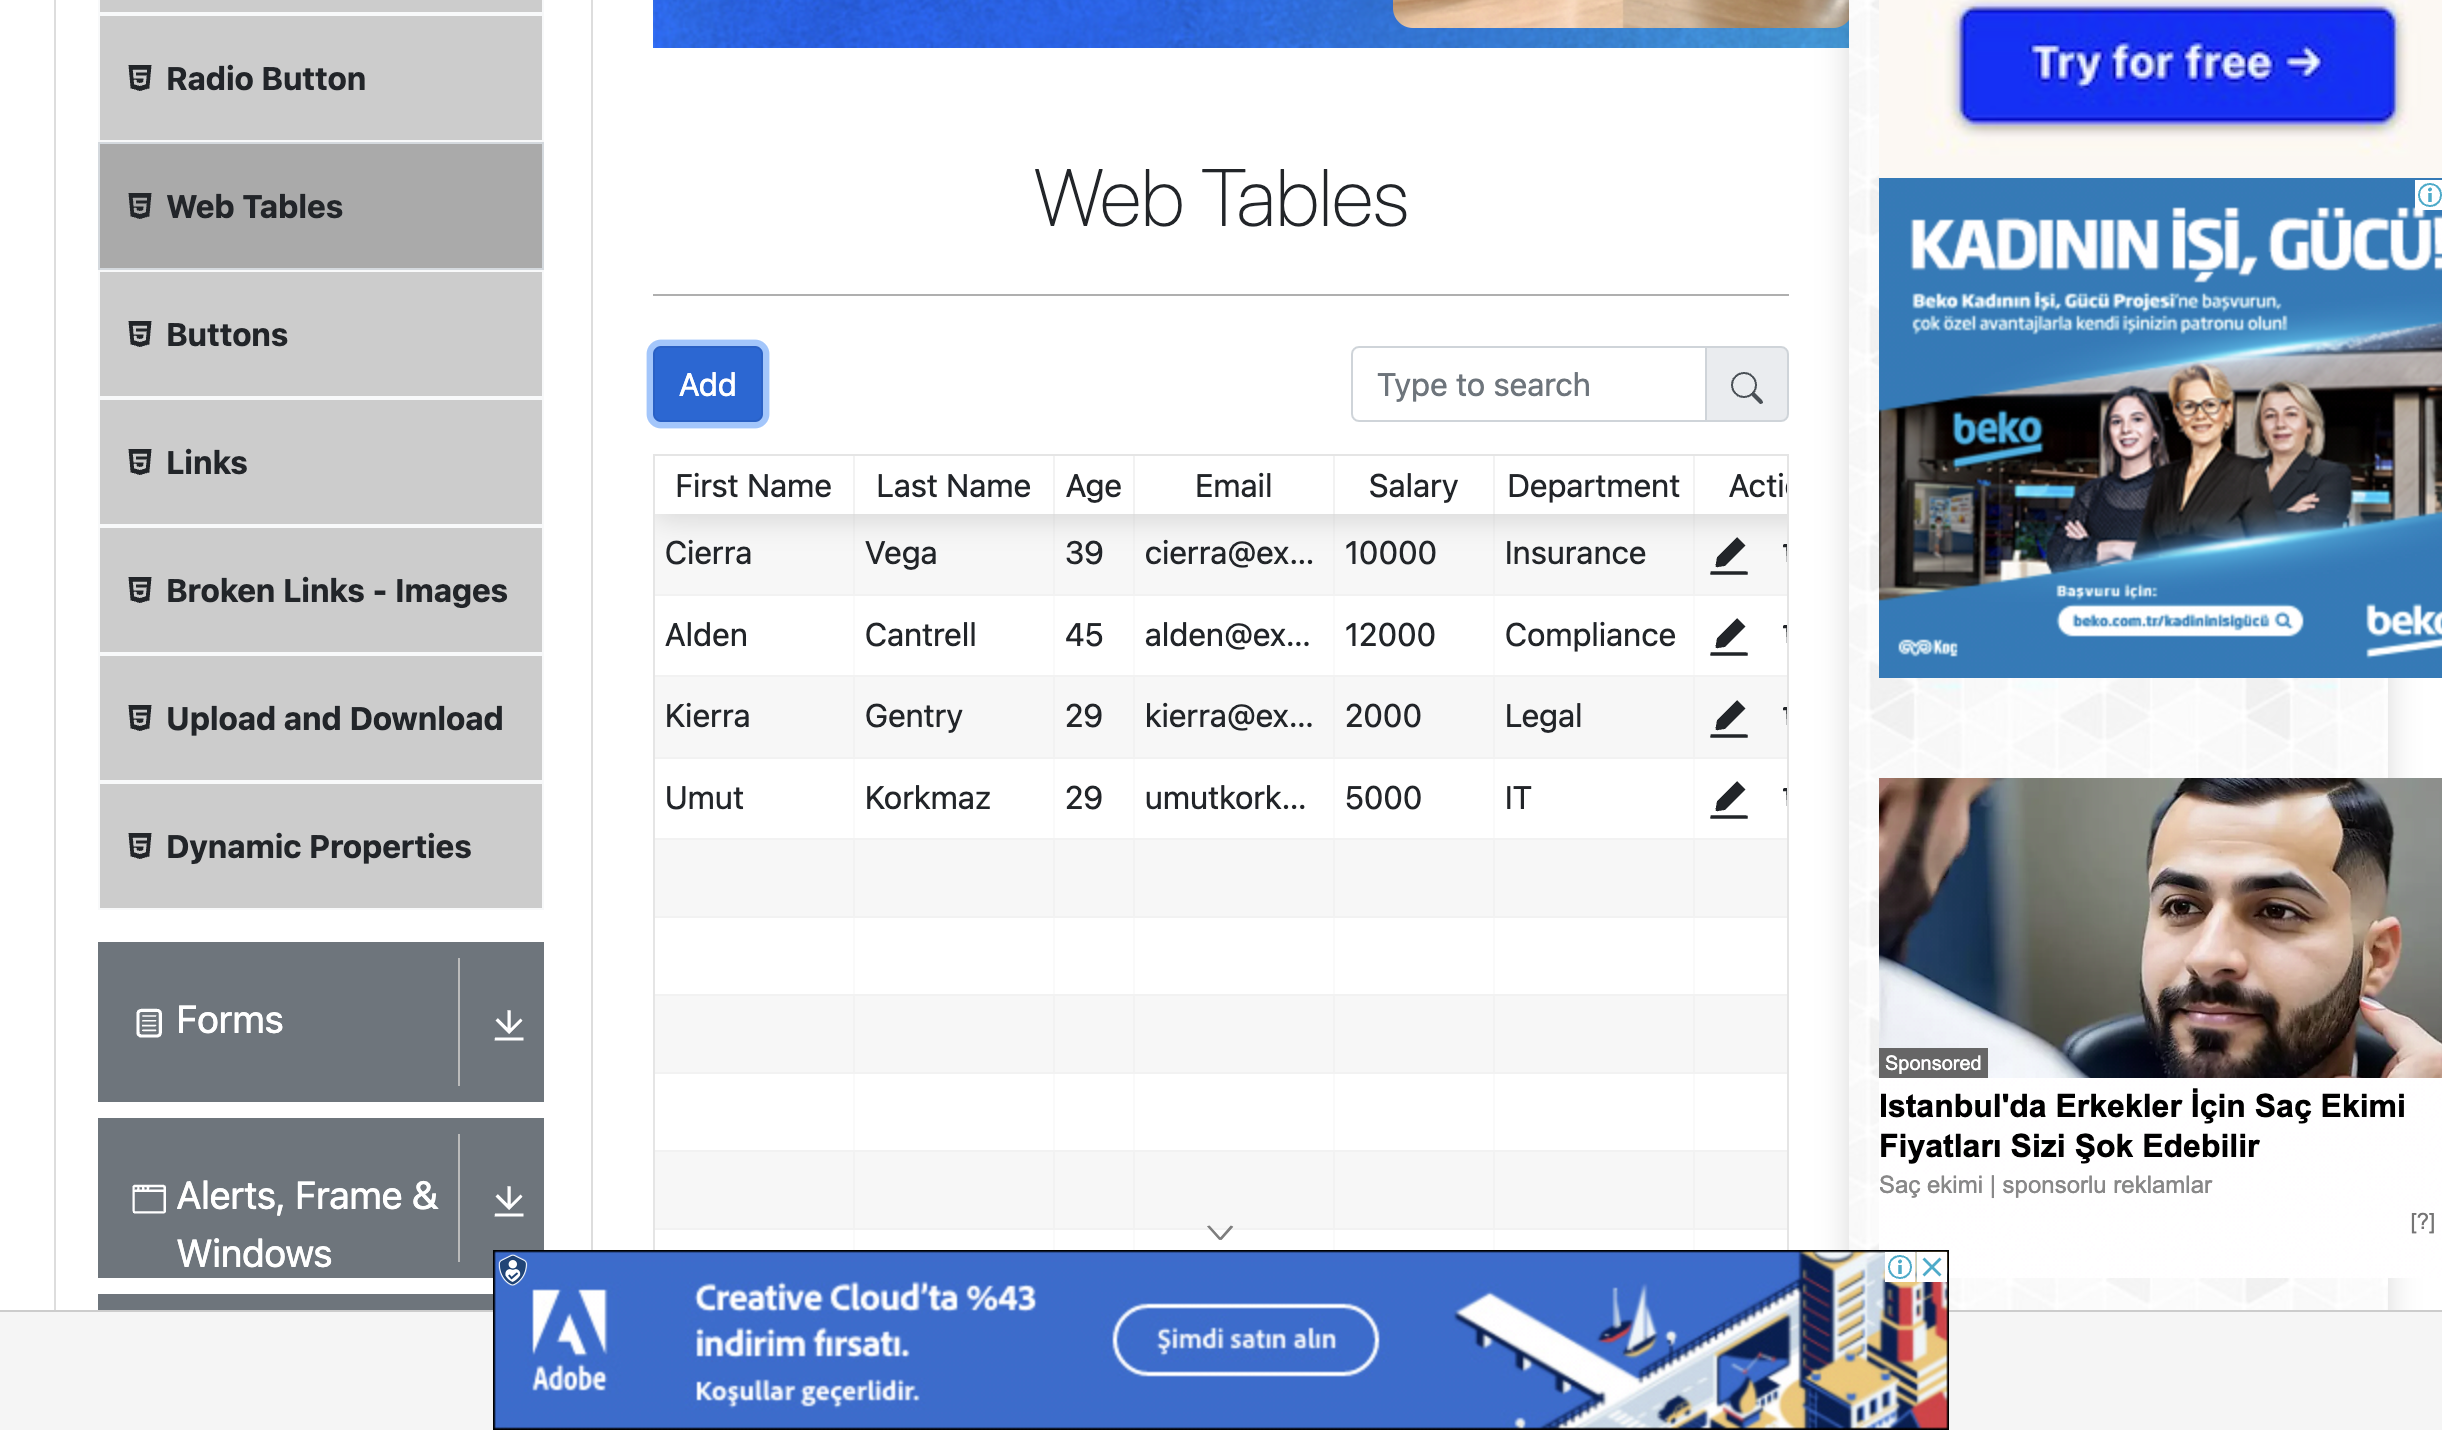 Radio Button
Web Tables
Buttons
Links
Broken Links - Images
Upload and Download
Dynamic Properties
Forms
Alerts, Frame &
Windows
Web Tables
Add
Type to search
First Name Last Name Age Email Salary Department Acti
Cierra Vega 39 cierra@ex... 10000 Insurance
Alden Cantrell 45 alden@ex... 12000 Compliance
Kierra Gentry 29 kierra@ex... 2000 Legal
Umut Korkmaz 29 umutkork... 5000 IT
Try for free →
KADININ İŞİ, GÜCÜ!
Beko Kadının İşi, Gücü Projesi'ne başvurun,
çok özel avantajlarla kendi işinizin patronu olun!
beko
Başvuru için:
beko.com.tr/kadininisigücü
beko
Koç
Sponsored
Istanbul'da Erkekler İçin Saç Ekimi
Fiyatları Sizi Şok Edebilir
Saç ekimi | sponsorlu reklamlar
[?]
Adobe
Creative Cloud'ta %43
indirim fırsatı.
Koşullar geçerlidir.
Şimdi satın alın